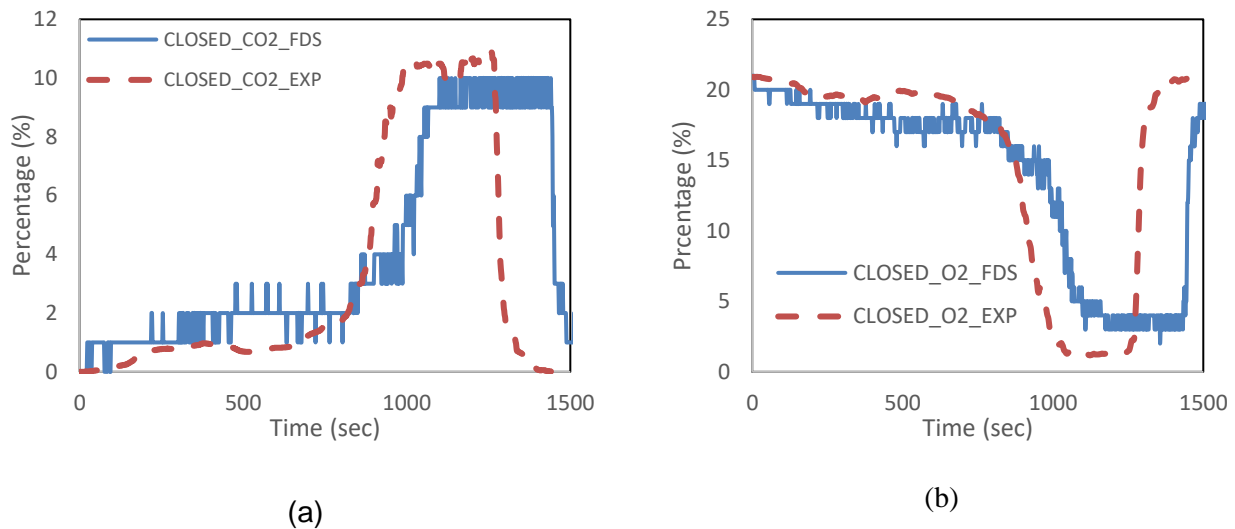 12
10
8
6
4
2
0
Percentage (%)
CLOSED_CO2_FDS
CLOSED_CO2_EXP
0 500 1000 1500
Time (sec)
(a)
25
20
15
10
5
0
Prcentage (%)
CLOSED_O2_FDS
CLOSED_O2_EXP
0 500 1000 1500
Time (sec)
(b)